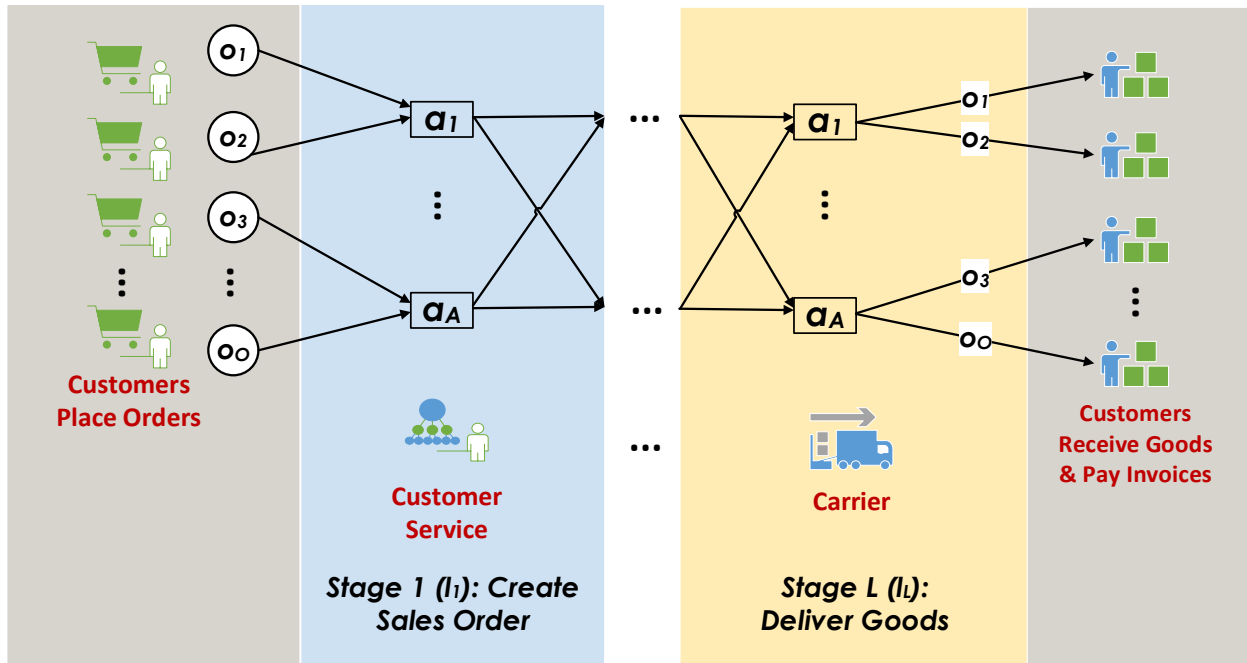 o1
o2
o3
⋮
⋮
oO
Customers
Place Orders
a1
⋮
aA
Customer
Service
Stage 1 (l1): Create
Sales Order
...
...
...
a1
⋮
aA
Carrier
Stage L (lL):
Deliver Goods
o1
o2
o3
oO
⋮
Customers
Receive Goods
& Pay Invoices